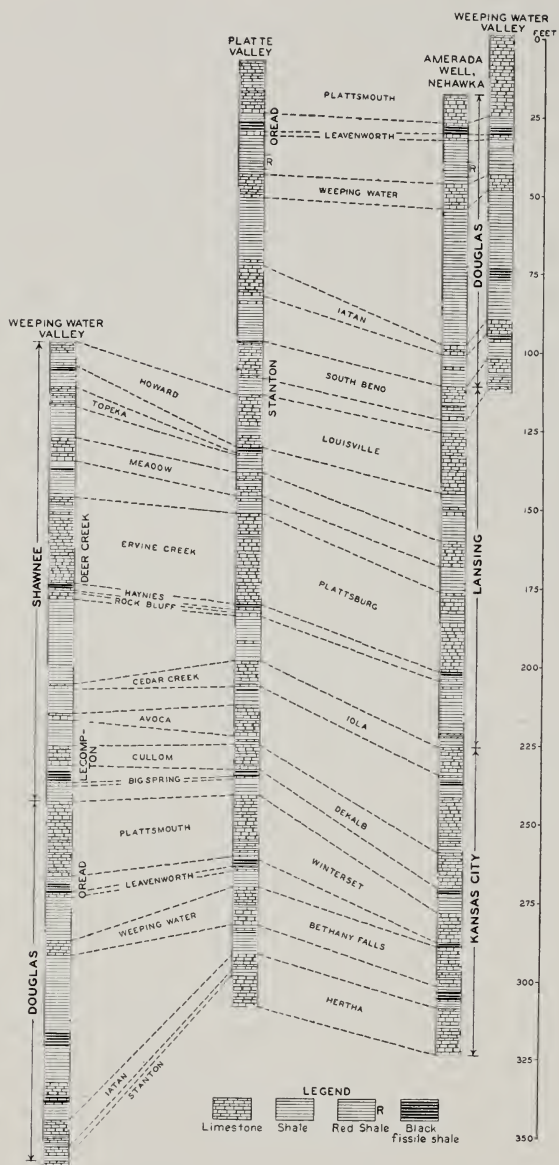 WEEPING WATER
VALLEY
FEET
PLATTE
VALLEY
AMERADA
WELL,
NEHAWKA
0
25
50
75
100
125
150
175
200
225
250
275
300
325
350
PLATTSMOUTH
OREAD
LEAVENWORTH
R
R
WEEPING WATER
DOUGLAS
IATAN
SOUTH BEND
STANTON
LOUISVILLE
LANSING
PLATTSBURG
IOLA
DEKALB
WINTERSET
BETHANY FALLS
HERTHA
KANSAS CITY
WEEPING WATER
VALLEY
HOWARD
TOPEKA
MEADOW
SHAWNEE
DEER CREEK
ERVINE CREEK
HAYNIES
ROCK BLUFF
CEDAR CREEK
AVOCA
LECOMP-
TON
CULLOM
BIG SPRING
PLATTSMOUTH
OREAD
LEAVENWORTH
WEEPING WATER
DOUGLAS
IATAN
STANTON
LEGEND
Limestone
Shale
Red Shale
R
Black
fissile shale